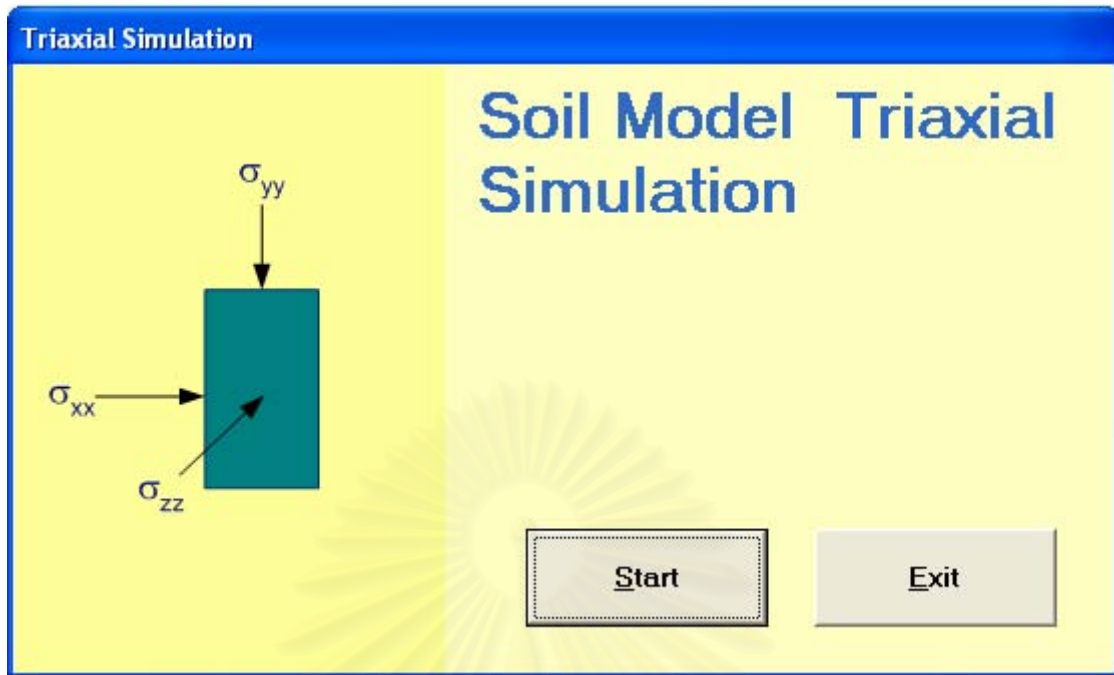 Triaxial Simulation
Soil Model Triaxial
Simulation
σyy
σxx
σzz
Start
Exit